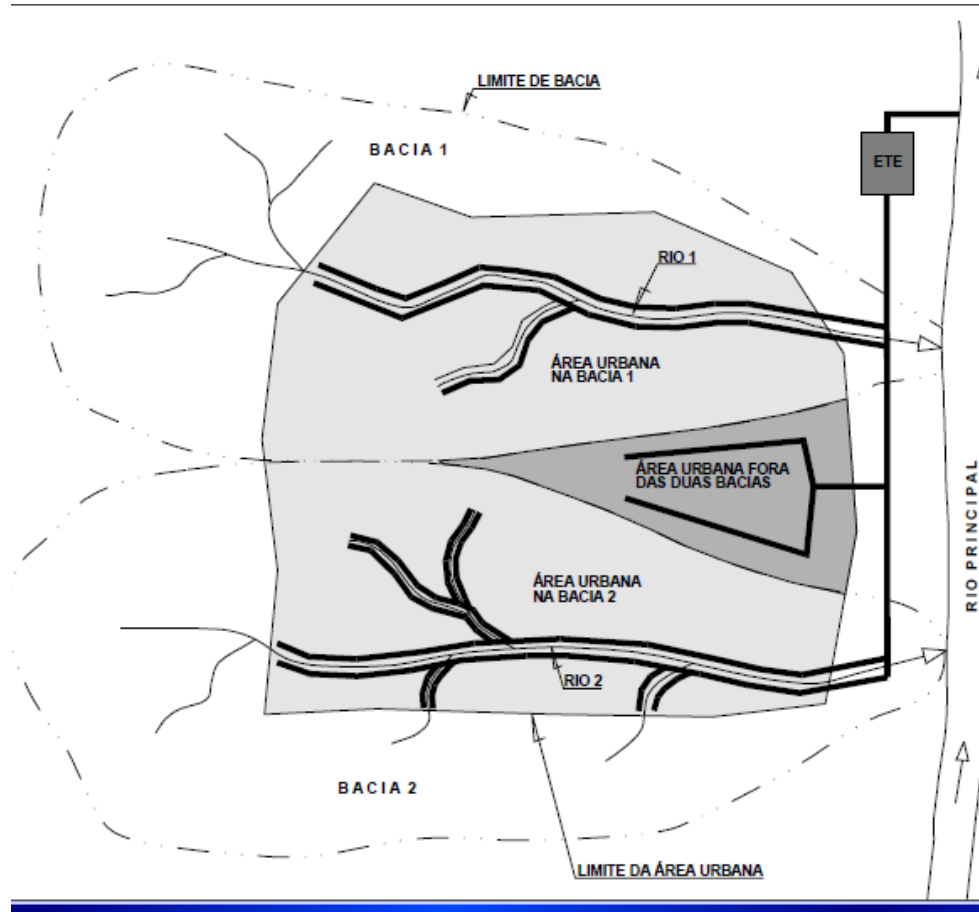 LIMITE DE BACIA
BACIA 1
ETE
RIO 1
ÁREA URBANA
NA BACIA 1
ÁREA URBANA FORA
DAS DUAS BACIAS
RIO PRINCIPAL
ÁREA URBANA
NA BACIA 2
RIO 2
BACIA 2
LIMITE DA ÁREA URBANA